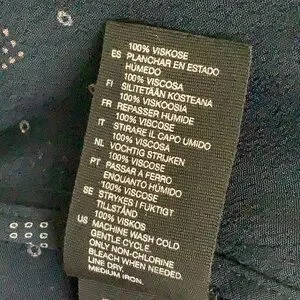 100% VISKOSE
ES PLANCHAR EN ESTADO
HÚMEDO
100% VISCOSA
FI SILITETÄÄN KOSTEANA
100% VISKOOSIA
FR REPASSER HUMIDE
100% VISCOSE
IT STIRARE IL CAPO UMIDO
100% VISCOSA
NL VOCHTIG STRIJKEN
100% VISCOSE
PT PASSAR A FERRO
ENQUANTO HÚMIDO
100% VISCOSE
SE STRYKES I FUKTIGT
TILLSTÅND
100% VISKOS
US MACHINE WASH COLD
GENTLE CYCLE.
ONLY NON-CHLORINE
BLEACH WHEN NEEDED.
LINE DRY.
MEDIUM IRON.